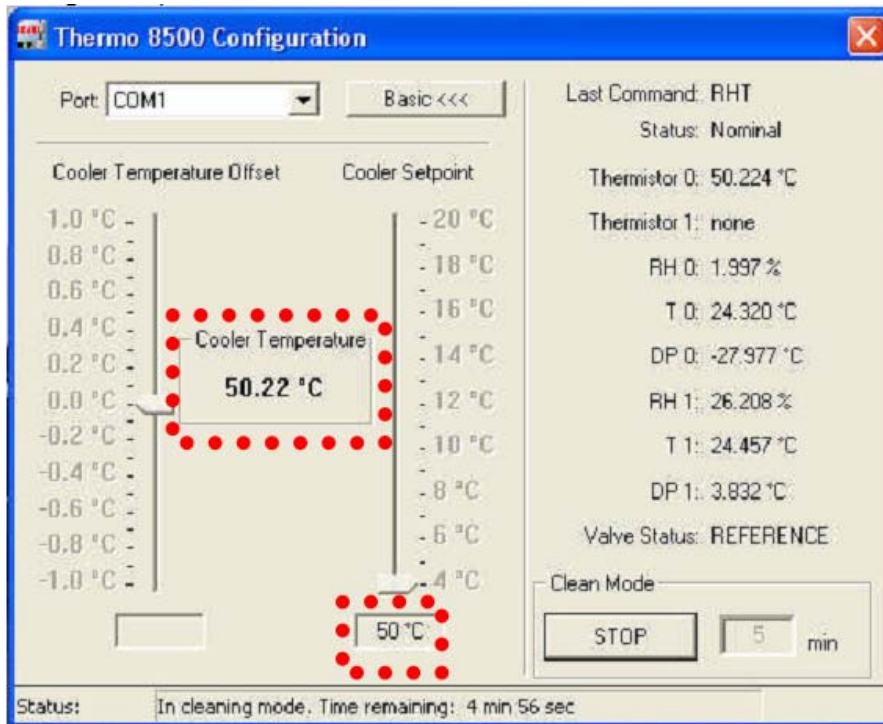 Thermo 8500 Configuration
Port: COM1
Basic <<<
Cooler Temperature Offset
Cooler Setpoint
1.0 °C
0.8 °C
0.6 °C
0.4 °C
0.2 °C
0.0 °C
-0.2 °C
-0.4 °C
-0.6 °C
-0.8 °C
-1.0 °C
Cooler Temperature
50.22 °C
20 °C
18 °C
16 °C
14 °C
12 °C
10 °C
8 °C
6 °C
4 °C
50 °C
Last Command: RHT
Status: Nominal
Thermistor 0: 50.224 °C
Thermistor 1: none
RH 0: 1.997 %
T 0: 24.320 °C
DP 0: -27.977 °C
RH 1: 26.208 %
T 1: 24.457 °C
DP 1: 3.832 °C
Valve Status: REFERENCE
Clean Mode
STOP
5 min
Status: In cleaning mode. Time remaining: 4 min 56 sec